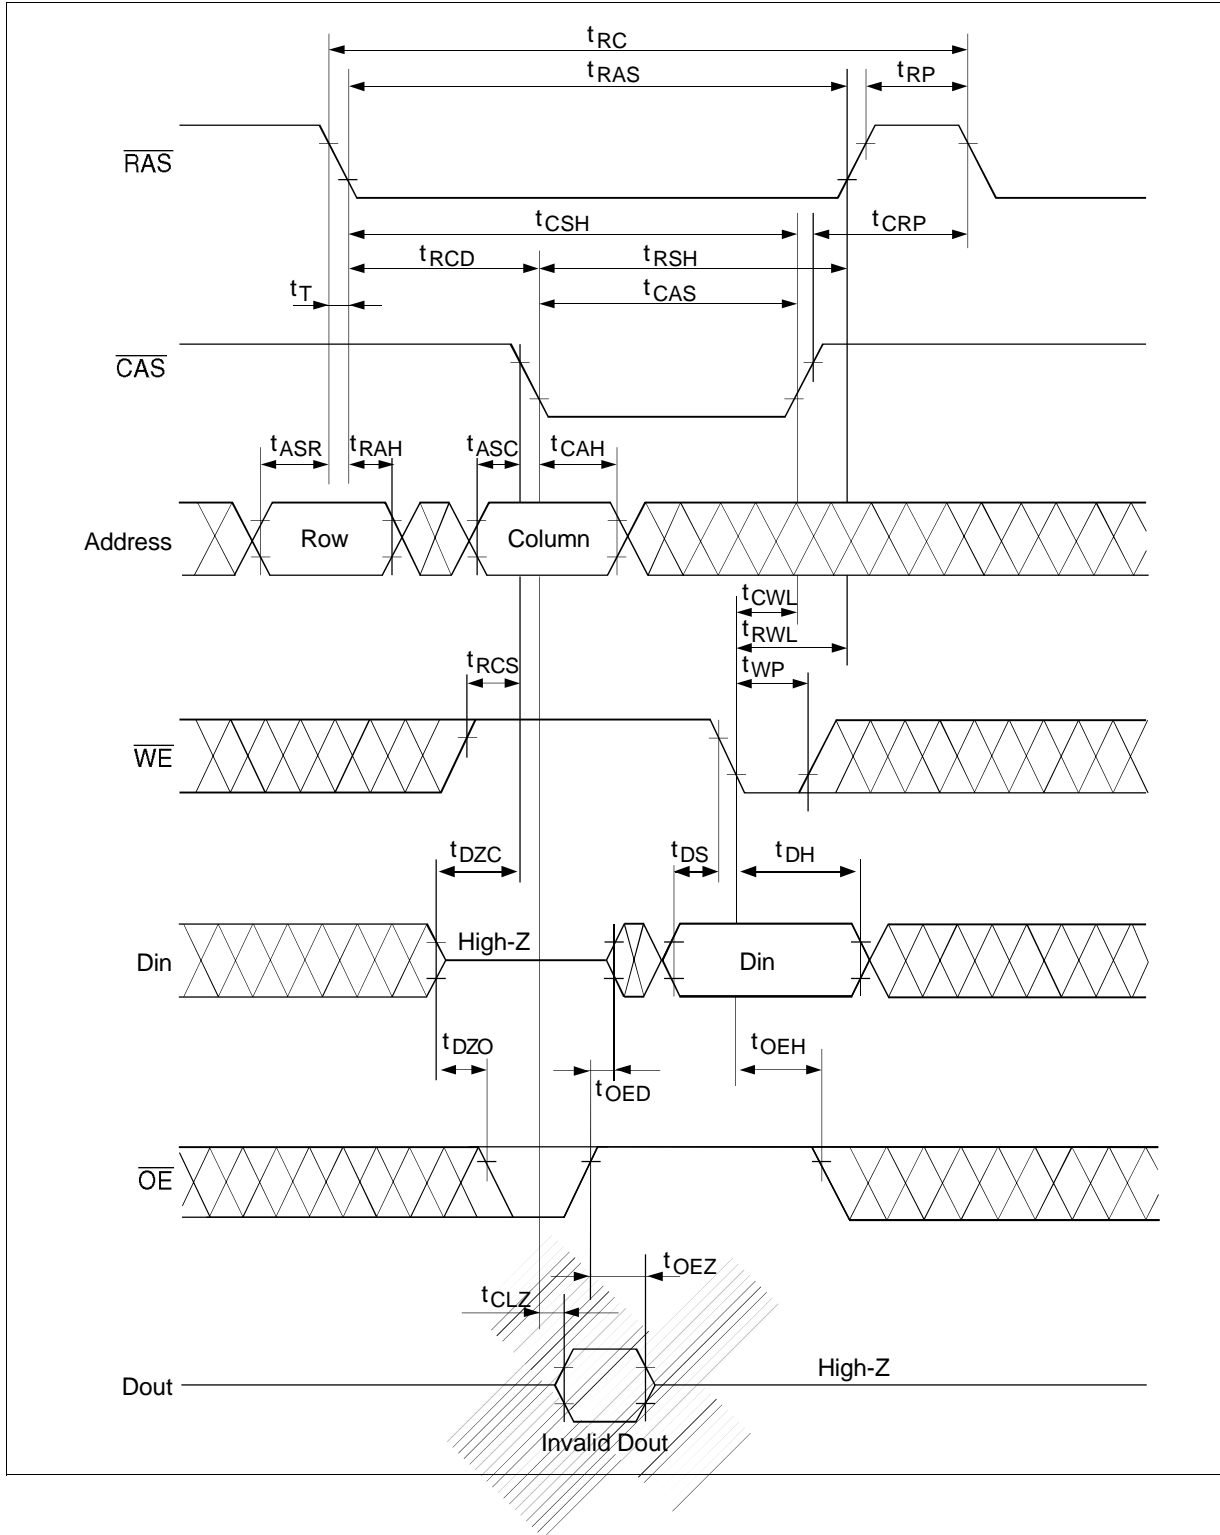 tRC
tRAS
tRP
RAS
tCSH
tCRP
tRCD
tRSH
tT
tCAS
CAS
tASR
tRAH
tASC
tCAH
Address
Row
Column
tCWL
tRWL
tRCS
tWP
WE
tDZC
tDS
tDH
High-Z
Din
Din
tDZO
tOEH
tOED
OE
tOEZ
tCLZ
High-Z
Dout
Invalid Dout